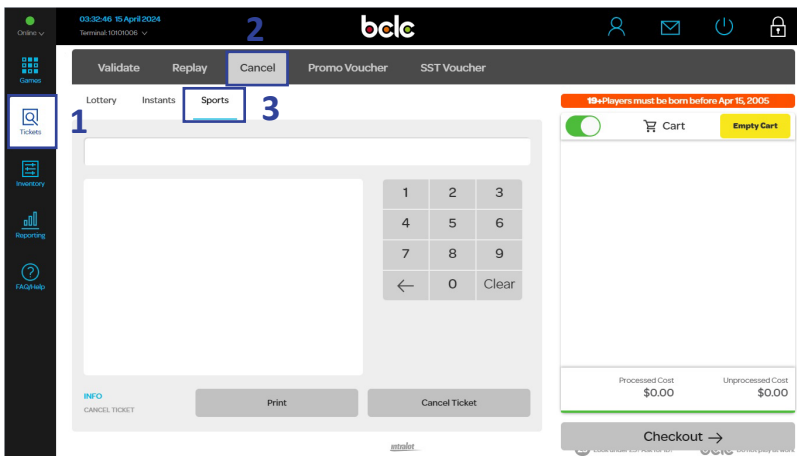 03:32:46 15 April 2024
Online
Terminal: 10101006
2
bclc
Validate Replay Cancel Promo Voucher SST Voucher
Games
Lottery Instants Sports
3
1
Tickets
19+Players must be born before Apr 15, 2005
Cart
Empty Cart
Inventory
1 2 3
4 5 6
7 8 9
← 0 Clear
Reporting
FAQ/Help
Processed Cost Unprocessed Cost
$0.00 $0.00
INFO
CANCEL TICKET
Print
Cancel Ticket
Checkout →
intralot
bclc